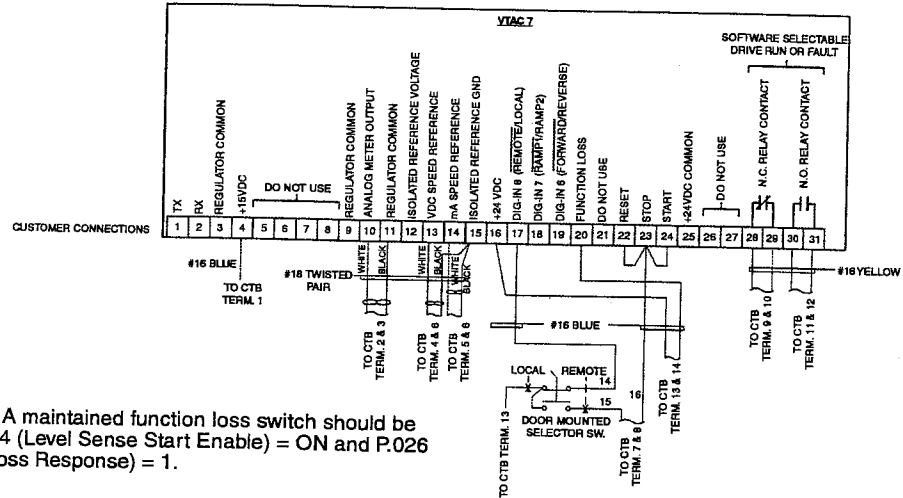 VTAC 7
SOFTWARE SELECTABLE
DRIVE RUN OR FAULT
TX
RX
REGULATOR COMMON
+15VDC
DO NOT USE
REGULATOR COMMON
ANALOG METER OUTPUT
REGULATOR COMMON
ISOLATED REFERENCE VOLTAGE
VDC SPEED REFERENCE
mA SPEED REFERENCE
ISOLATED REFERENCE GND
+24 VDC
DIG-IN 8 (REMOTE/LOCAL)
DIG-IN 7 (RAMP1/RAMP2)
DIG-IN 6 (FORWARD/REVERSE)
FUNCTION LOSS
DO NOT USE
RESET
STOP
START
+24VDC COMMON
DO NOT USE
N.C. RELAY CONTACT
N.O. RELAY CONTACT
CUSTOMER CONNECTIONS
1 2 3 4 5 6 7 8 9 10 11 12 13 14 15 16 17 18 19 20 21 22 23 24 25 26 27 28 29 30 31
#16 BLUE
TO CTB
TERM. 1
#18 TWISTED
PAIR
WHITE
BLACK
WHITE
BLACK
WHITE
BLACK
TO CTB
TERM. 2 & 3
TO CTB
TERM. 4 & 6
TO CTB
TERM. 5 & 6
#16 BLUE
#16 YELLOW
TO CTB
TERM. 9 & 10
TO CTB
TERM. 11 & 12
LOCAL
REMOTE
14
15
16
DOOR MOUNTED
SELECTOR SW.
TO CTB TERM. 13
TO CTB
TERM. 7 & 8
TO CTB
TERM. 13 & 14
A maintained function loss switch should be
4 (Level Sense Start Enable) = ON and P.026
oss Response) = 1.